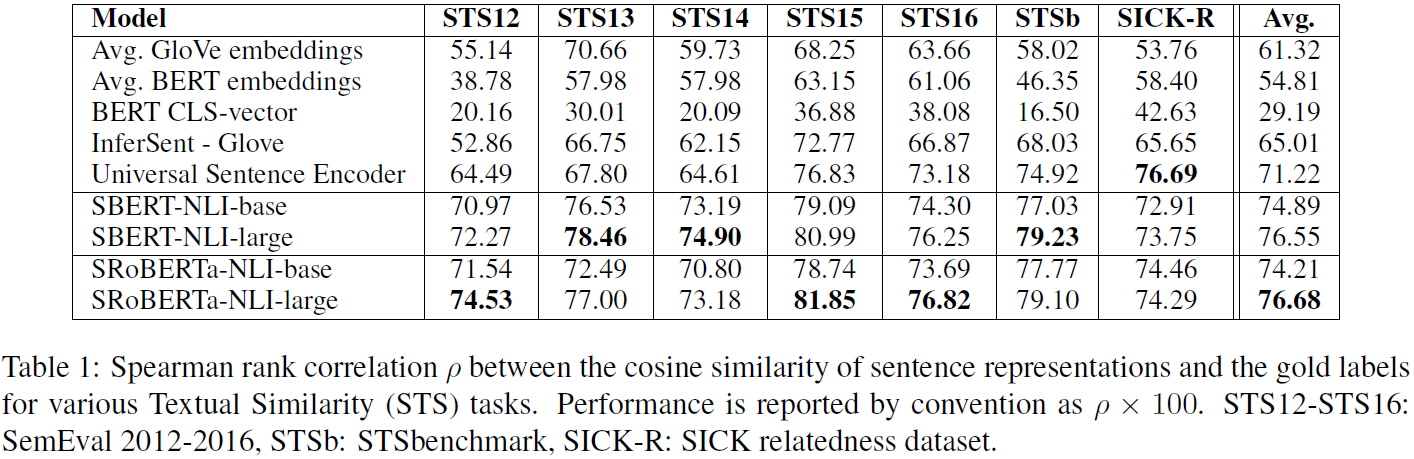 Model STS12 STS13 STS14 STS15 STS16 STSb SICK-R Avg.
Avg. GloVe embeddings 55.14 70.66 59.73 68.25 63.66 58.02 53.76 61.32
Avg. BERT embeddings 38.78 57.98 57.98 63.15 61.06 46.35 58.40 54.81
BERT CLS-vector 20.16 30.01 20.09 36.88 38.08 16.50 42.63 29.19
InferSent - Glove 52.86 66.75 62.15 72.77 66.87 68.03 65.65 65.01
Universal Sentence Encoder 64.49 67.80 64.61 76.83 73.18 74.92 76.69 71.22
SBERT-NLI-base 70.97 76.53 73.19 79.09 74.30 77.03 72.91 74.89
SBERT-NLI-large 72.27 78.46 74.90 80.99 76.25 79.23 73.75 76.55
SRoBERTa-NLI-base 71.54 72.49 70.80 78.74 73.69 77.77 74.46 74.21
SRoBERTa-NLI-large 74.53 77.00 73.18 81.85 76.82 79.10 74.29 76.68
Table 1: Spearman rank correlation ρ between the cosine similarity of sentence representations and the gold labels
for various Textual Similarity (STS) tasks. Performance is reported by convention as ρ × 100. STS12-STS16:
SemEval 2012-2016, STSb: STSbenchmark, SICK-R: SICK relatedness dataset.